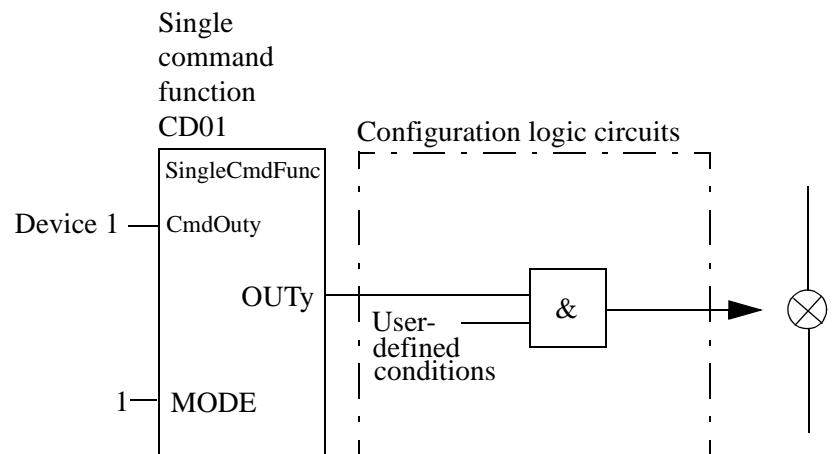 Single
command
function
CD01
Configuration logic circuits
SingleCmdFunc
Device 1
CmdOuty
OUTy
&
User-
defined
conditions
1
MODE